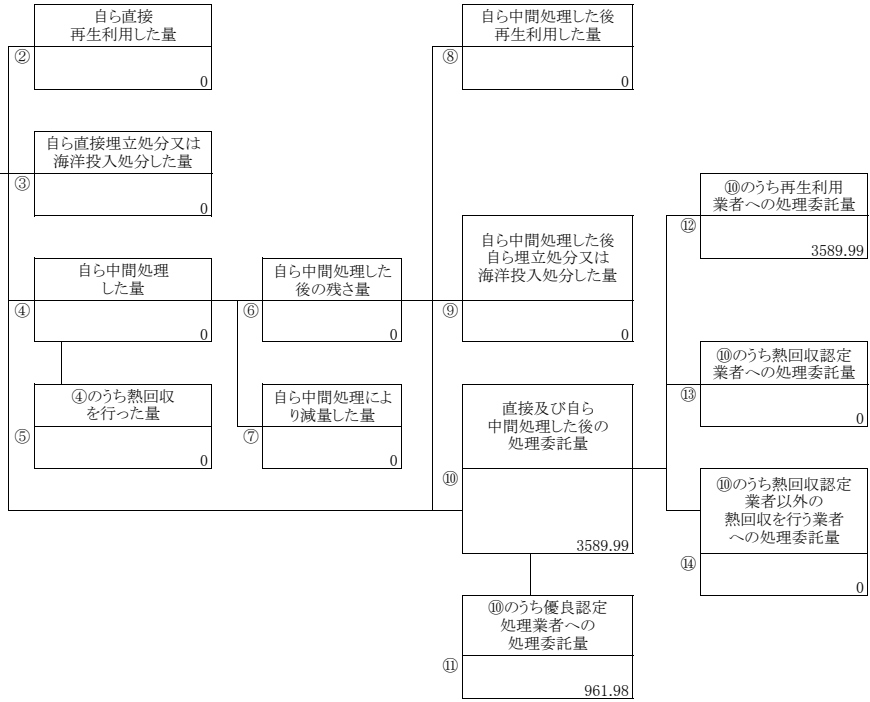 自ら直接
再生利用した量
②
0
自ら直接埋立処分又は
海洋投入処分した量
③
0
自ら中間処理
した量
④
0
④のうち熱回収
を行った量
⑤
0
自ら中間処理した
後の残さ量
⑥
0
自ら中間処理によ
り減量した量
⑦
0
自ら中間処理した後
再生利用した量
⑧
0
自ら中間処理した後
自ら埋立処分又は
海洋投入処分した量
⑨
0
直接及び自ら
中間処理した後の
処理委託量
⑩
3589.99
⑩のうち優良認定
処理業者への
処理委託量
⑪
961.98
⑩のうち再生利用
業者への処理委託量
⑫
3589.99
⑩のうち熱回収認定
業者への処理委託量
⑬
0
⑩のうち熱回収認定
業者以外の
熱回収を行う業者
への処理委託量
⑭
0